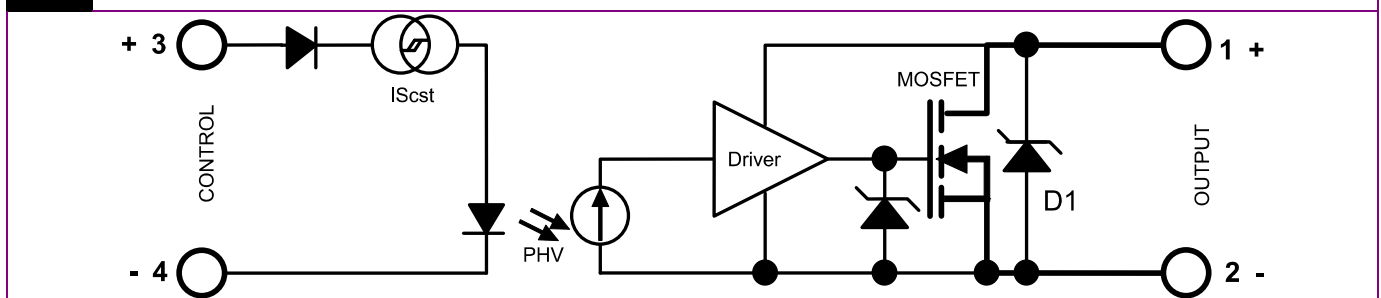 + 3
IScst
CONTROL
- 4
PHV
Driver
MOSFET
D1
1 +
OUTPUT
2 -